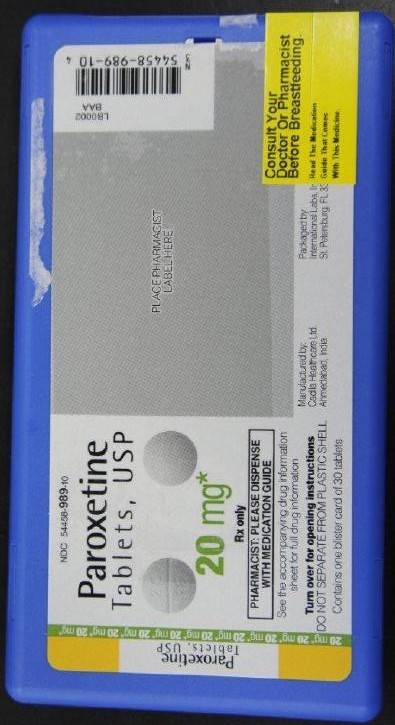 NDC 54458-989-10
Paroxetine
Tablets, USP
20 mg*
Rx only
PHARMACIST: PLEASE DISPENSE
WITH MEDICATION GUIDE
See the accompanying drug information
sheet for full drug information
Turn over for opening instructions
DO NOT SEPARATE FROM PLASTIC SHELL
Contains one blister card of 30 tablets
PLACE PHARMACIST
LABEL HERE
Manufactured by:
Cadila Healthcare Ltd.
Ahmedabad, India
Packaged by:
International Labs, In
St. Petersburg, FL 33
Consult Your
Doctor Or Pharmacist
Before Breastfeeding.
Read The Medication
Guide That Comes
With This Medicine.
LB0002
BAA
54458-989-10 4
20 mg* 20 mg* 20 mg* 20 mg* 20 mg* 20 mg* 20 mg*
Paroxetine
Tablets, USP